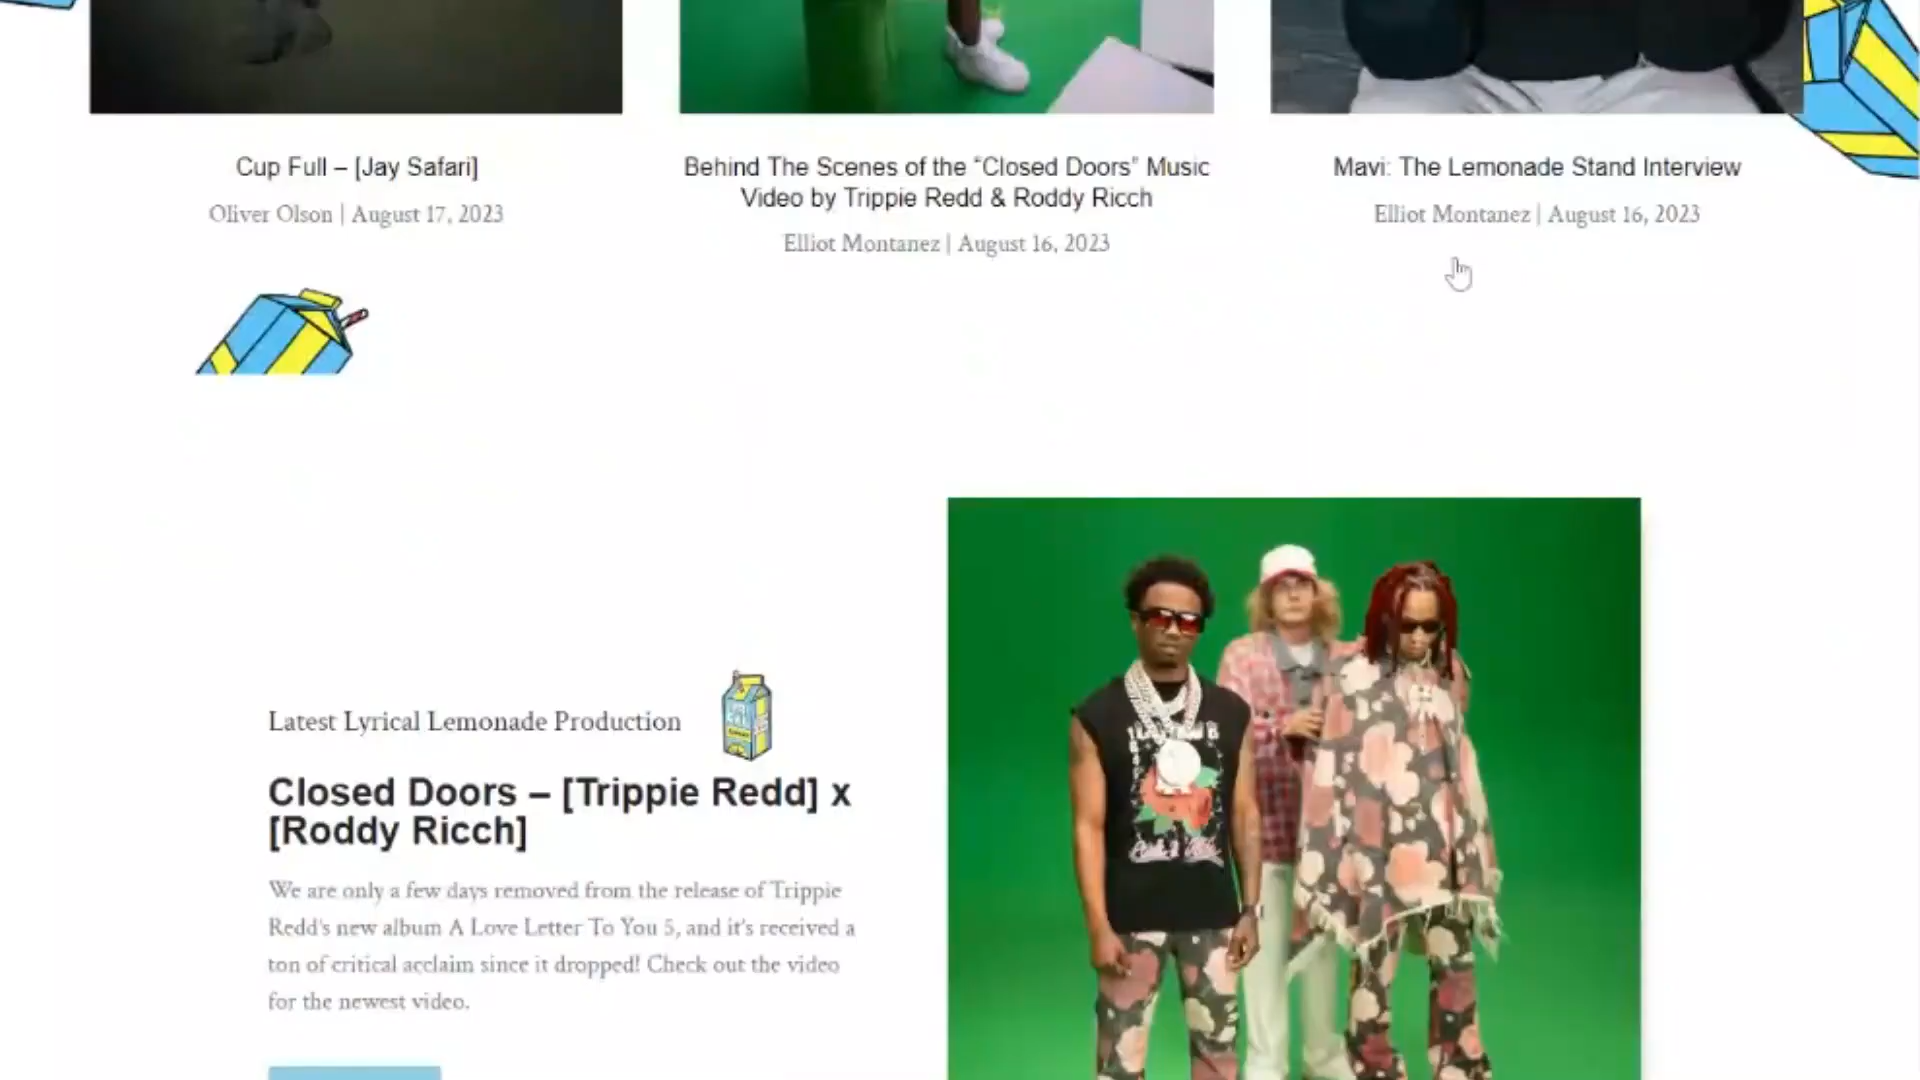 Cup Full – [Jay Safari]
Oliver Olson | August 17, 2023
Behind The Scenes of the “Closed Doors” Music
Video by Trippie Redd & Roddy Ricch
Elliot Montanez | August 16, 2023
Mavi: The Lemonade Stand Interview
Elliot Montanez | August 16, 2023
Latest Lyrical Lemonade Production
Closed Doors – [Trippie Redd] x
[Roddy Ricch]
We are only a few days removed from the release of Trippie
Redd's new album A Love Letter To You 5, and it's received a
ton of critical acclaim since it dropped! Check out the video
for the newest video.